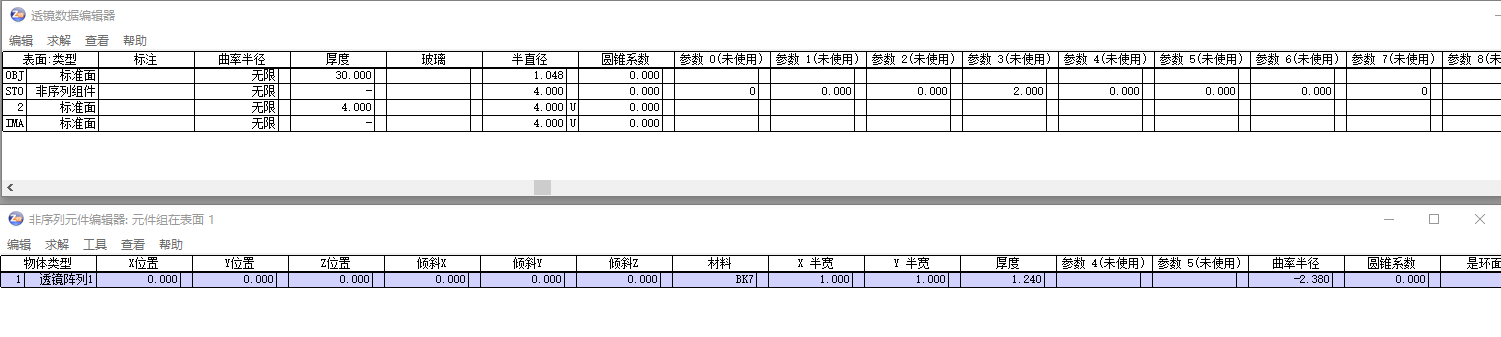 透镜数据编辑器
编辑 求解 查看 帮助
表面:类型 标注 曲率半径 厚度 玻璃 半直径 圆锥系数 参数 0(未使用) 参数 1(未使用) 参数 2(未使用) 参数 3(未使用) 参数 4(未使用) 参数 5(未使用) 参数 6(未使用) 参数 7(未使用) 参数 8(未
OBJ 标准面 无限 30.000 1.048 0.000
STO 非序列组件 无限 - 4.000 0.000 0 0.000 0.000 2.000 0.000 0.000 0.000 0
2 标准面 无限 4.000 4.000 U 0.000
IMA 标准面 无限 - 4.000 U 0.000
非序列元件编辑器: 元件组在表面 1
编辑 求解 工具 查看 帮助
物体类型 X位置 Y位置 Z位置 倾斜X 倾斜Y 倾斜Z 材料 X 半宽 Y 半宽 厚度 参数 4(未使用) 参数 5(未使用) 曲率半径 圆锥系数 是环面
1 透镜阵列1 0.000 0.000 0.000 0.000 0.000 0.000 BK7 1.000 1.000 1.240 -2.380 0.000